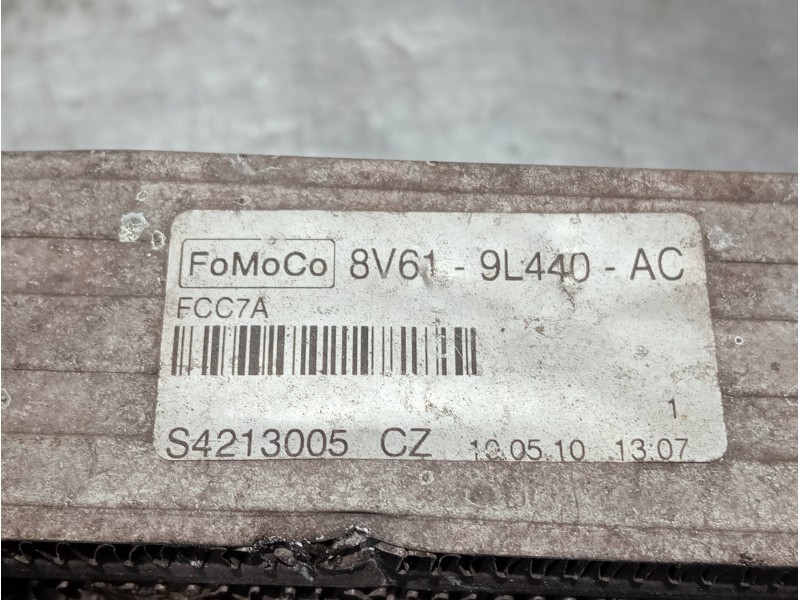 FoMoCo 8V61 - 9L440 - AC
FCC7A
1
S4213005 CZ 10.05.10 13:07